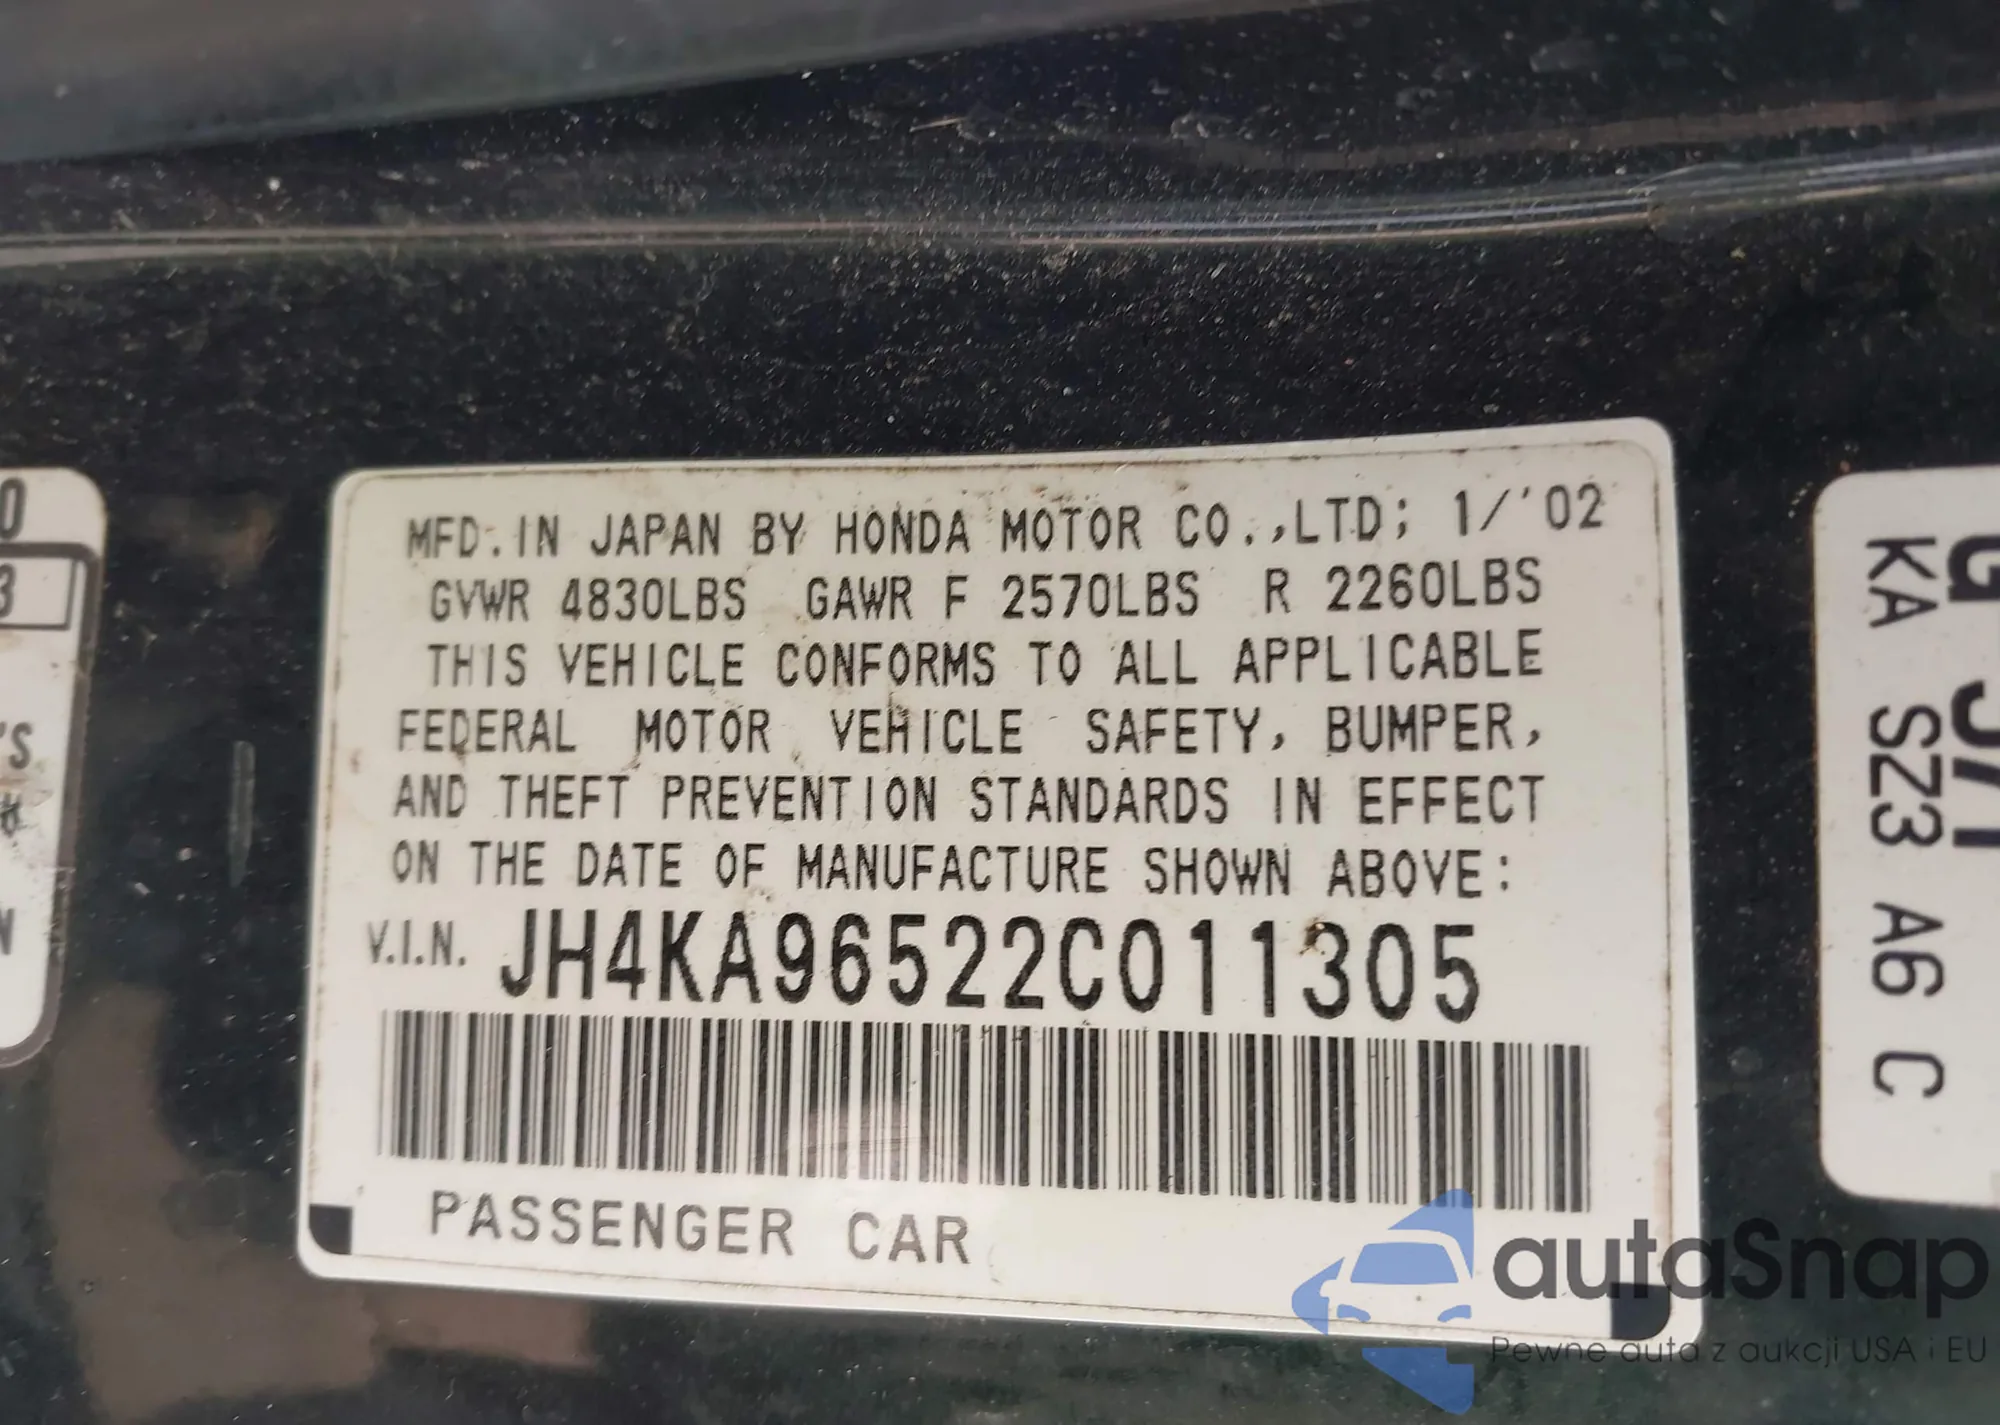 0
3
'S
N
MFD. IN JAPAN BY HONDA MOTOR CO.,LTD; 1/'02
GVWR 4830LBS GAWR F 2570LBS R 2260LBS
THIS VEHICLE CONFORMS TO ALL APPLICABLE
FEDERAL MOTOR VEHICLE SAFETY, BUMPER,
AND THEFT PREVENTION STANDARDS IN EFFECT
ON THE DATE OF MANUFACTURE SHOWN ABOVE:
V.I.N. JH4KA96522C011305
PASSENGER CAR
KA SZ3 A6 C
autaSnap
Pewne auta z aukcji USA i EU